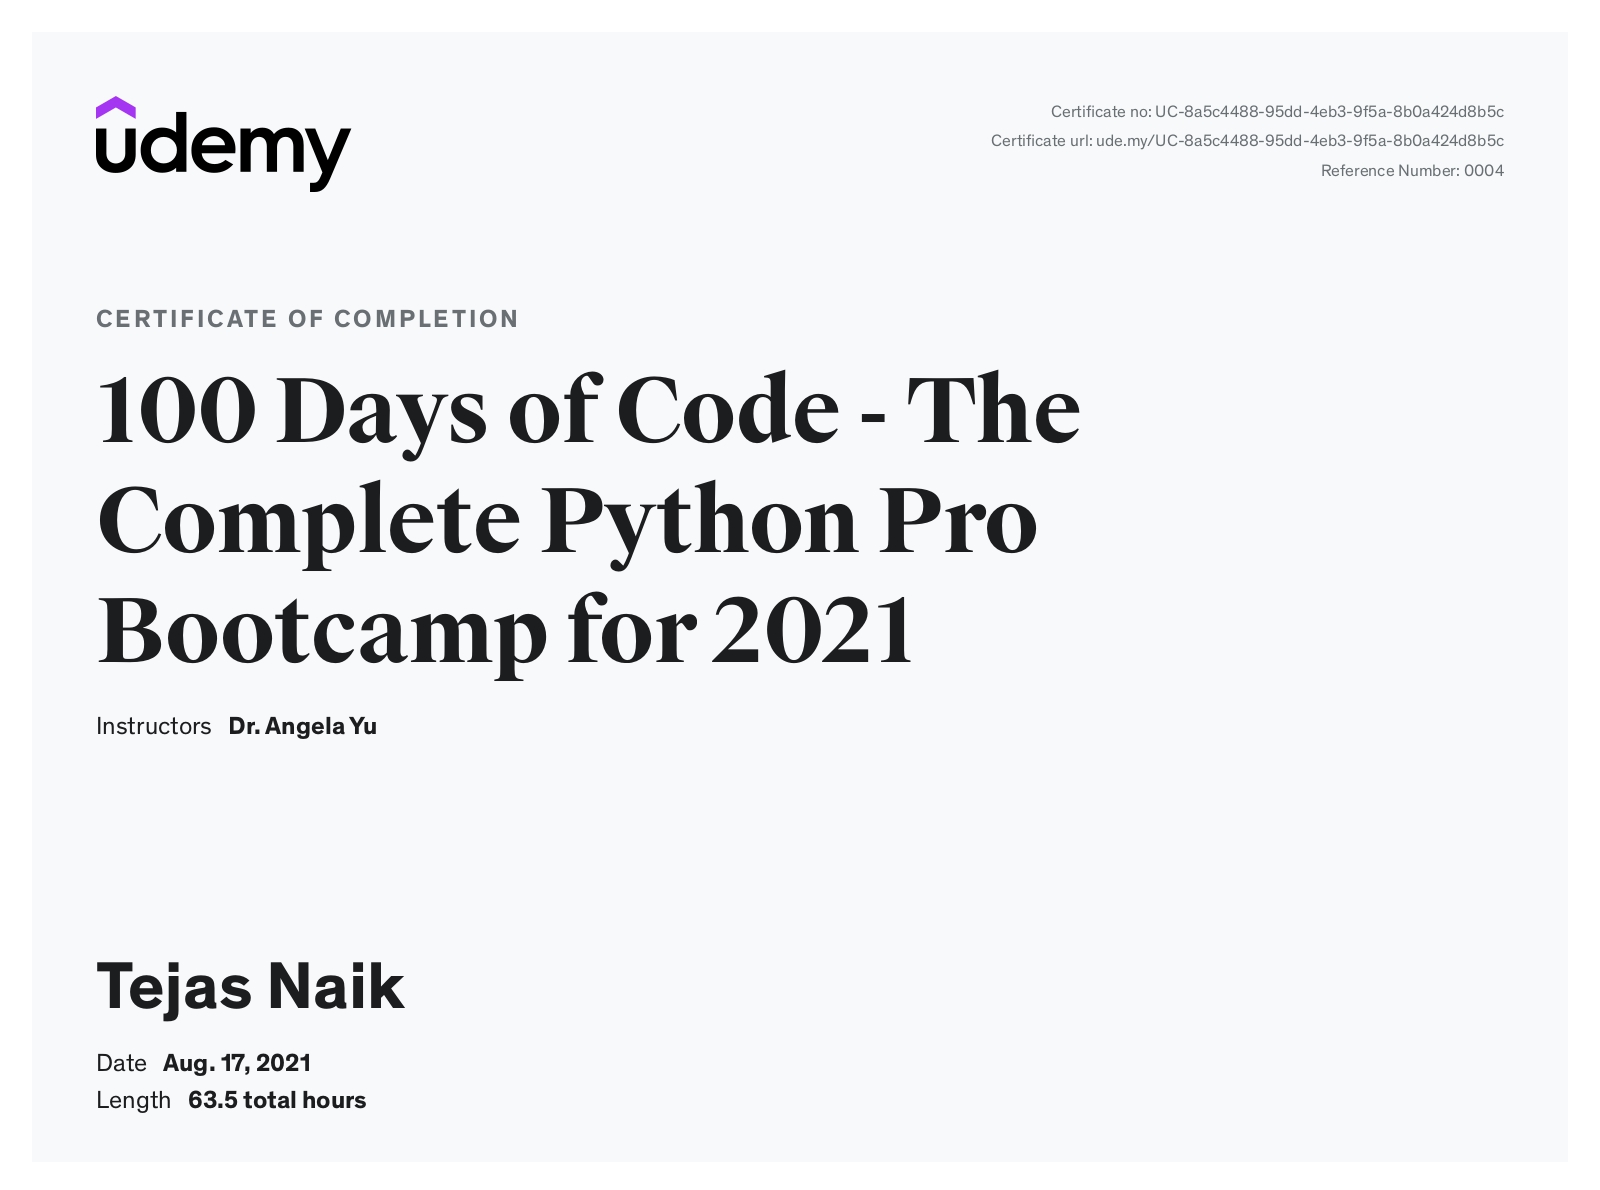 udemy
Certificate no: UC-8a5c4488-95dd-4eb3-9f5a-8b0a424d8b5c
Certificate url: ude.my/UC-8a5c4488-95dd-4eb3-9f5a-8b0a424d8b5c
Reference Number: 0004
CERTIFICATE OF COMPLETION
100 Days of Code - The
Complete Python Pro
Bootcamp for 2021
Instructors Dr. Angela Yu
Tejas Naik
Date Aug. 17, 2021
Length 63.5 total hours